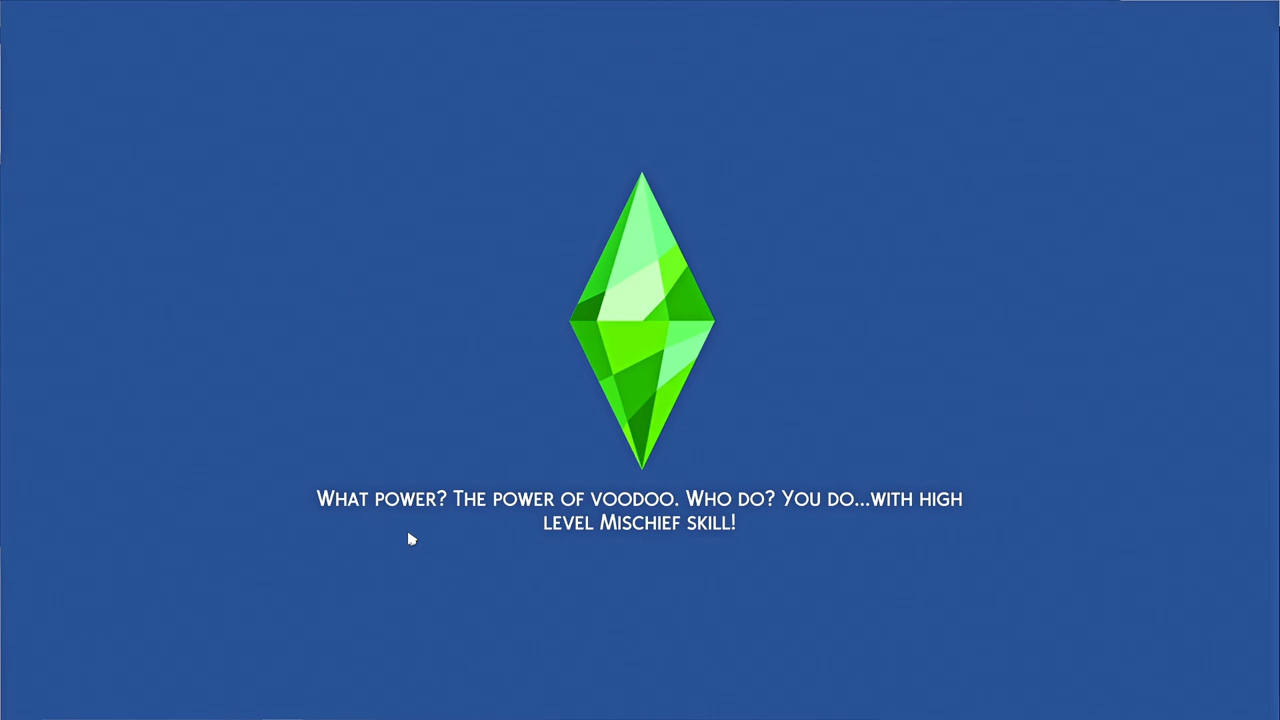 What power? The power of voodoo. Who do? You do...with high
level Mischief skill!